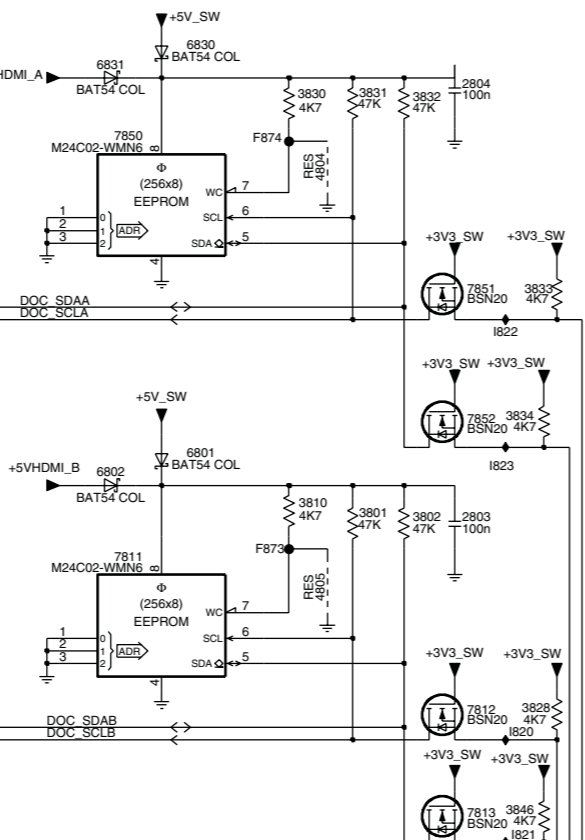 +5V_SW
6830
BAT54 COL
6831
HDMI_A
BAT54 COL
3830
4K7
3831
47K
3832
47K
2804
100n
7850
M24C02-WMN6
8
F874
RES
4804
Φ
(256x8)
EEPROM
WC
7
1
2
3
0
1
2
ADR
SCL
6
SDA
5
4
+3V3_SW
+3V3_SW
DOC_SDAA
DOC_SCLA
7851
BSN20
3833
4K7
I822
+3V3_SW
+3V3_SW
7852
BSN20
3834
4K7
I823
+5V_SW
6801
BAT54 COL
+5VHDMI_B
6802
BAT54 COL
3810
4K7
3801
47K
3802
47K
2803
100n
7811
M24C02-WMN6
8
F873
RES
4805
Φ
(256x8)
EEPROM
WC
7
1
2
3
0
1
2
ADR
SCL
6
SDA
5
4
+3V3_SW
+3V3_SW
DOC_SDAB
DOC_SCLB
7812
BSN20
3828
4K7
I820
+3V3_SW
+3V3_SW
7813
BSN20
3846
4K7
I821